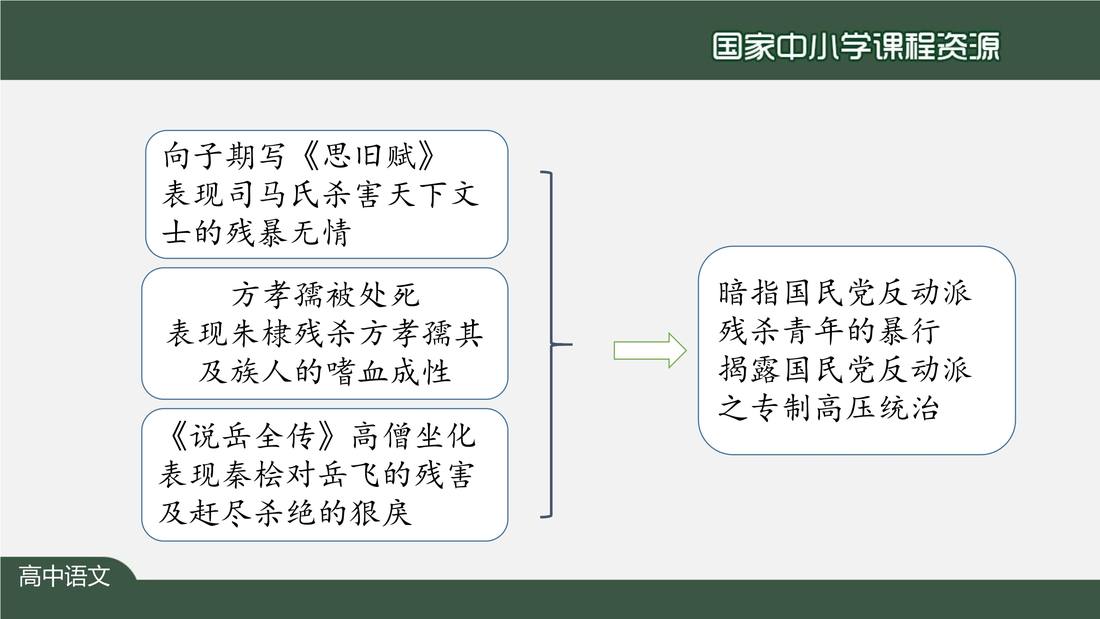 国家中小学课程资源
向子期写《思旧赋》
表现司马氏杀害天下文
士的残暴无情
方孝孺被处死
表现朱棣残杀方孝孺其
及族人的嗜血成性
《说岳全传》高僧坐化
表现秦桧对岳飞的残害
及赶尽杀绝的狠戾
暗指国民党反动派
残杀青年的暴行
揭露国民党反动派
之专制高压统治
高中语文